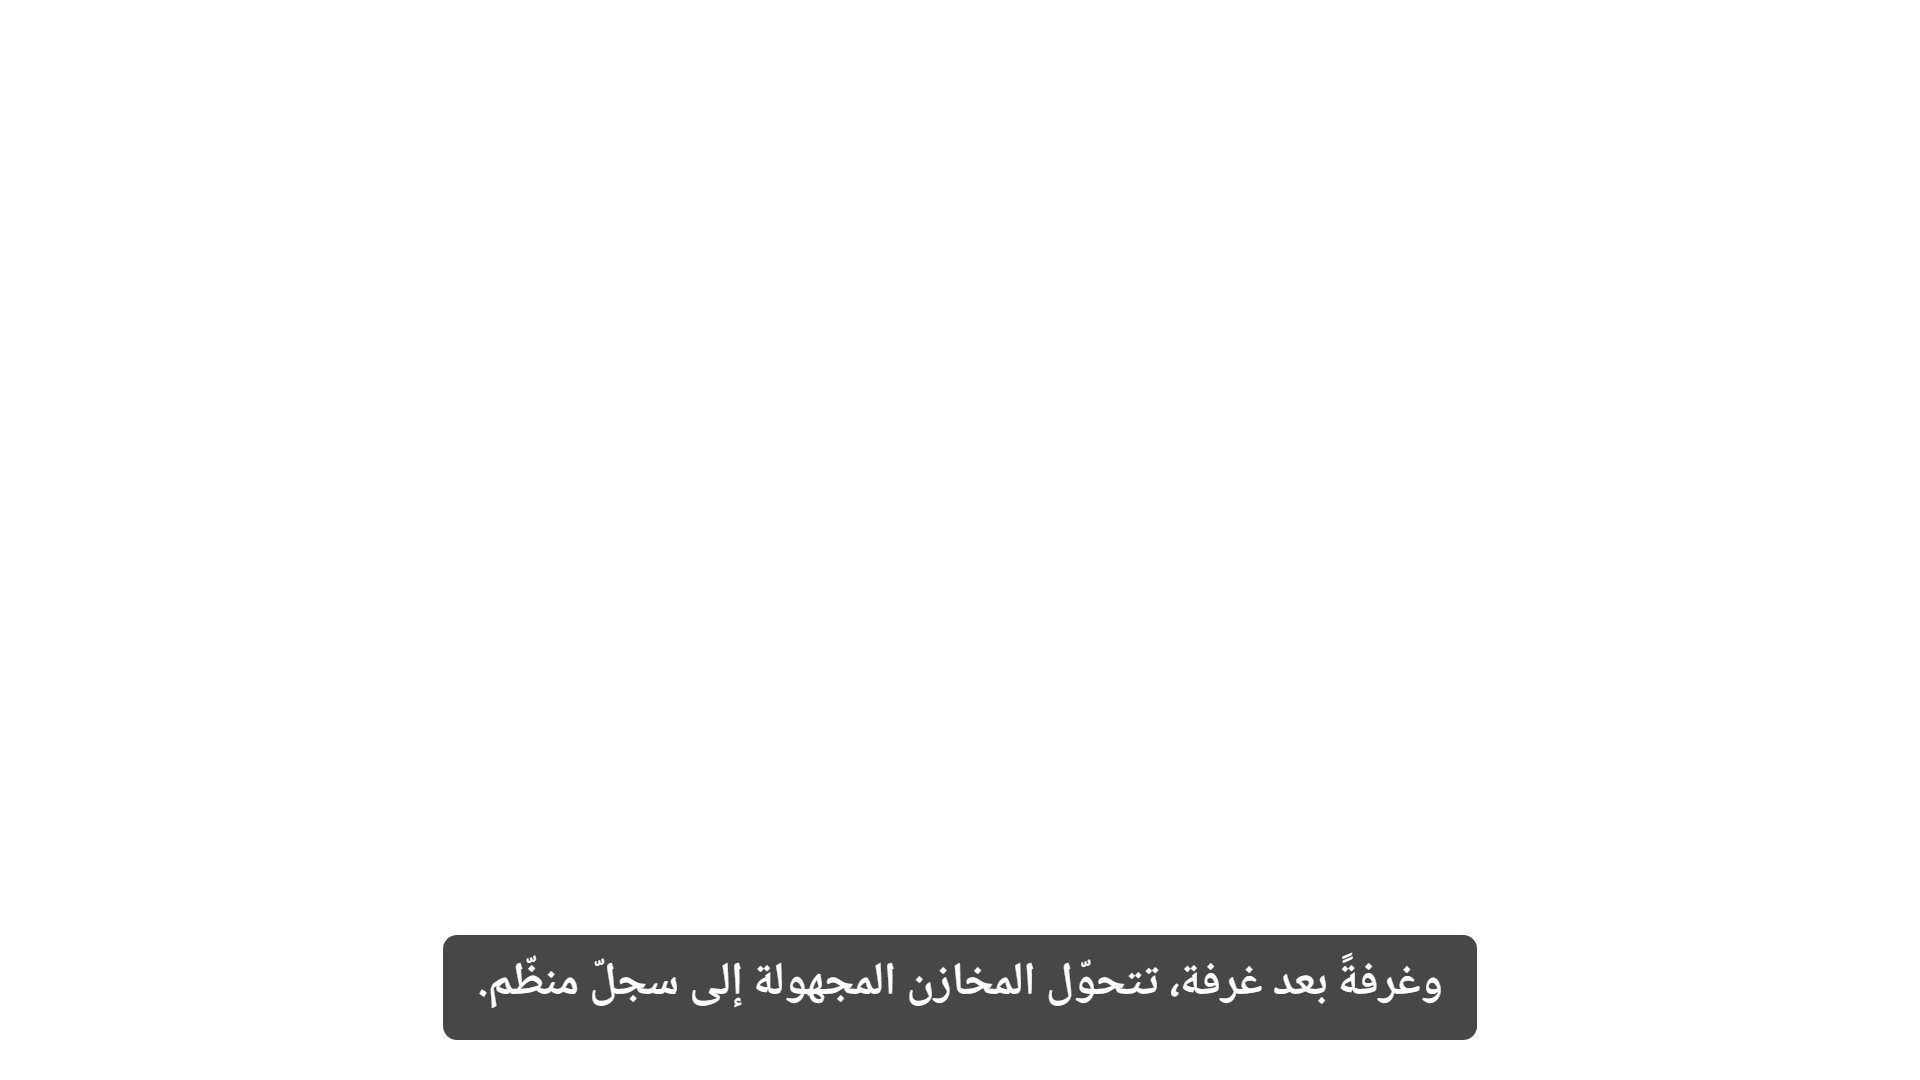 وغرفةً بعد غرفة، تتحوّل المخازن المجهولة إلى سجلّ منظّم.